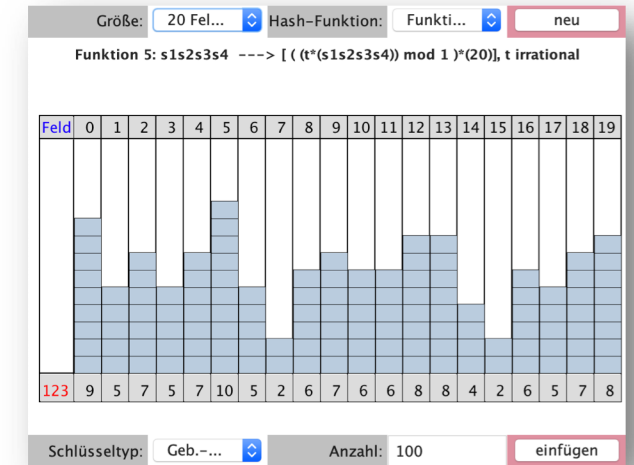 Größe: 20 Fel... Hash-Funktion: Funkti... neu
Funktion 5: s1s2s3s4 ---> [ ( (t*(s1s2s3s4)) mod 1 )*(20)], t irrational
Feld 0 1 2 3 4 5 6 7 8 9 10 11 12 13 14 15 16 17 18 19
123 9 5 7 5 7 10 5 2 6 7 6 6 8 8 4 2 6 5 7 8
Schlüsseltyp: Geb.-... Anzahl: 100 einfügen